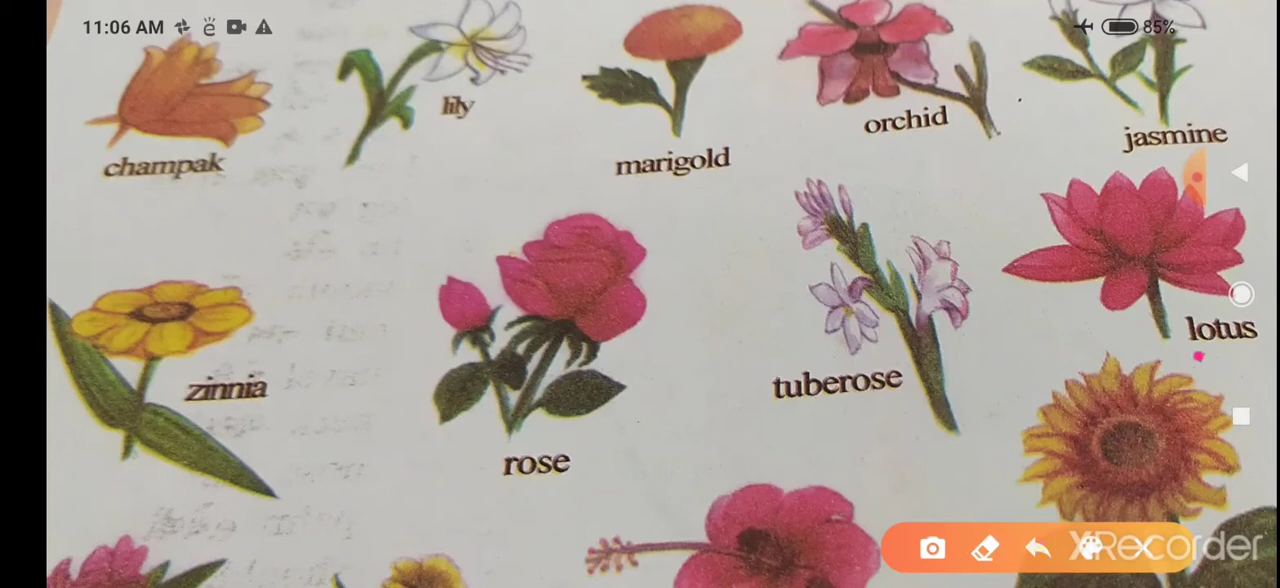 11:06 AM
85%
lily
orchid
jasmine
champak
marigold
lotus
zinnia
tuberose
rose
XRecorder